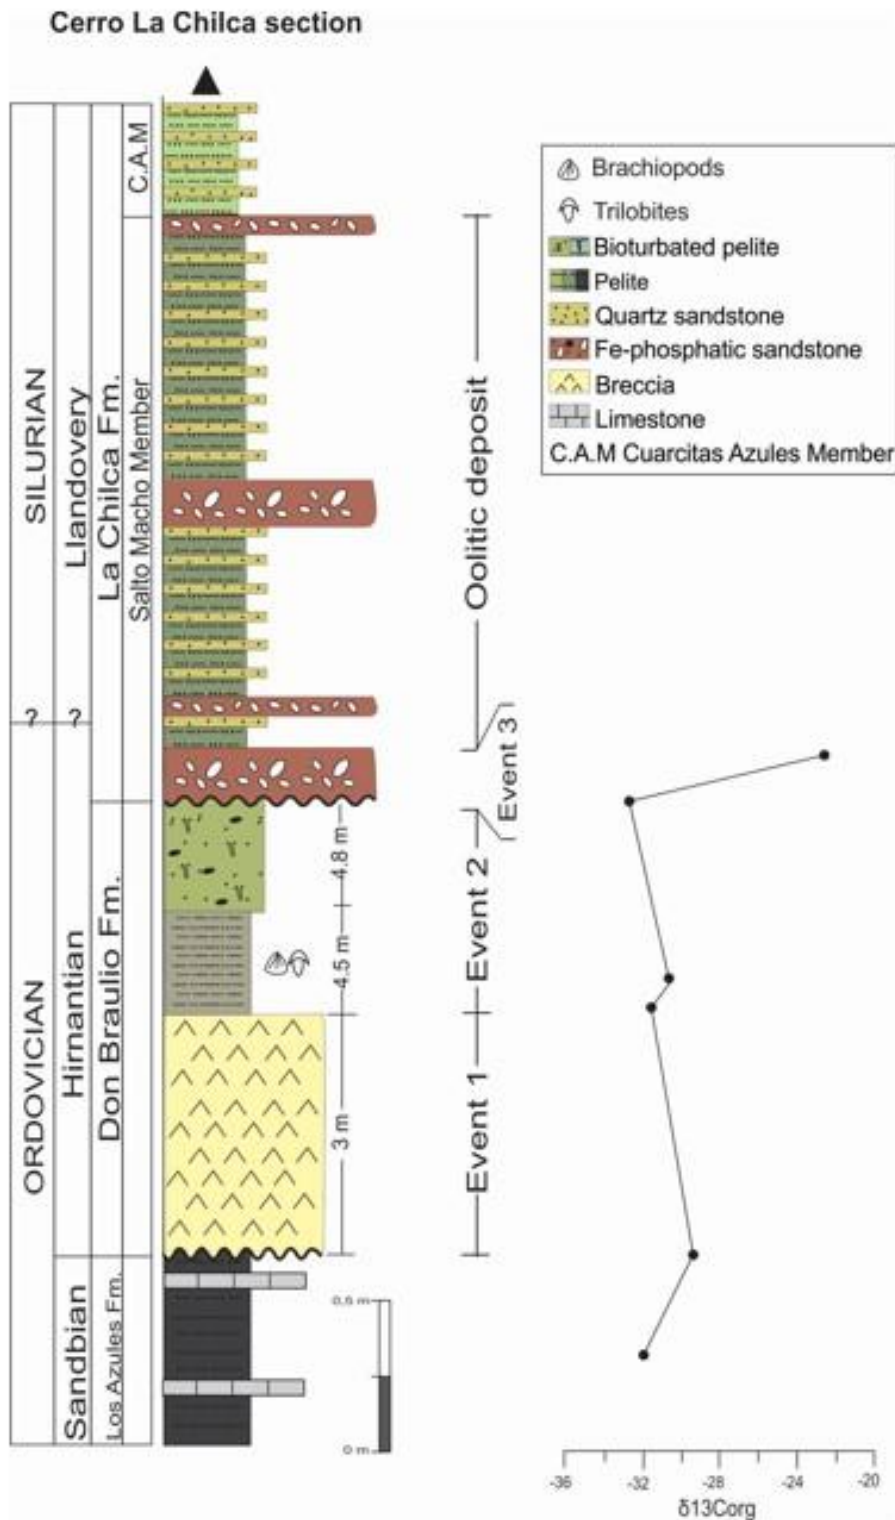 Cerro La Chilca section
SILURIAN
ORDOVICIAN
?
Llandovery
?
Hirnantian
Sandbian
La Chilca Fm.
Don Braulio Fm.
Los Azules Fm.
C.A.M
Salto Macho Member
4.8 m
4.5 m
3 m
0.5 m
0 m
Oolitic deposit
Event 3
Event 2
Event 1
Brachiopods
Trilobites
Bioturbated pelite
Pelite
Quartz sandstone
Fe-phosphatic sandstone
Breccia
Limestone
C.A.M Cuarcitas Azules Member
-36 -32 -28 -24 -20
δ13Corg